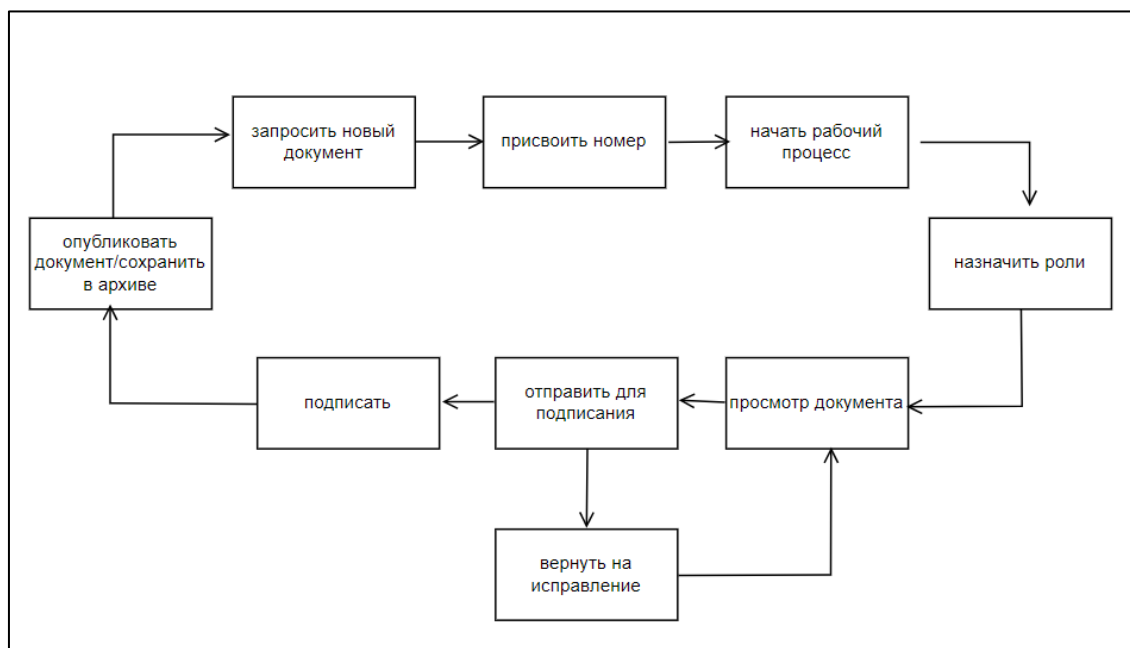 запросить новый
документ
присвоить номер
начать рабочий
процесс
опубликовать
документ/сохранить
в архиве
назначить роли
подписать
отправить для
подписания
просмотр документа
вернуть на
исправление